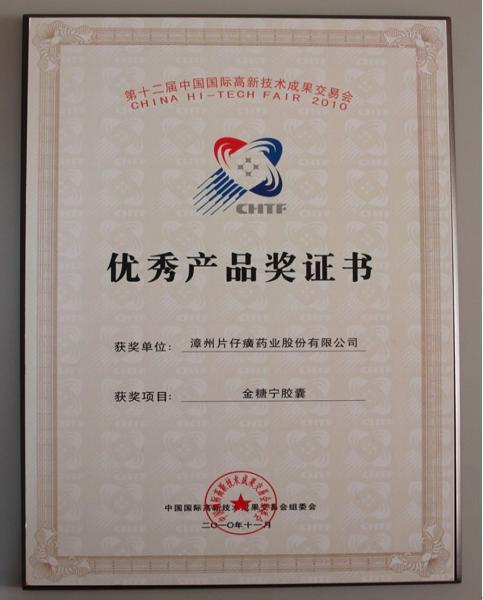 第十二届中国国际高新技术成果交易会
CHINA HI-TECH FAIR 2010
CHTF
优秀产品奖证书
获奖单位: 漳州片仔癀药业股份有限公司
获奖项目: 金糖宁胶囊
中国国际高新技术成果交易会组委会
二〇一〇年十一月